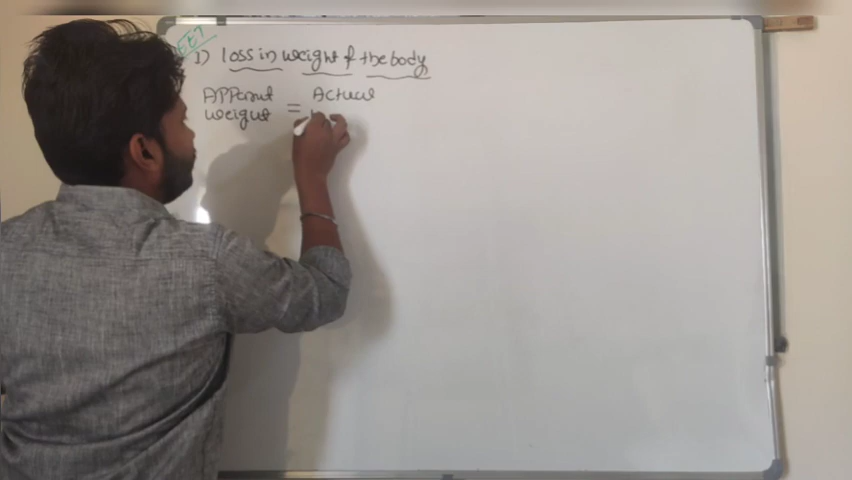 1) loss in weight of the body
Apparent = Actual
weight